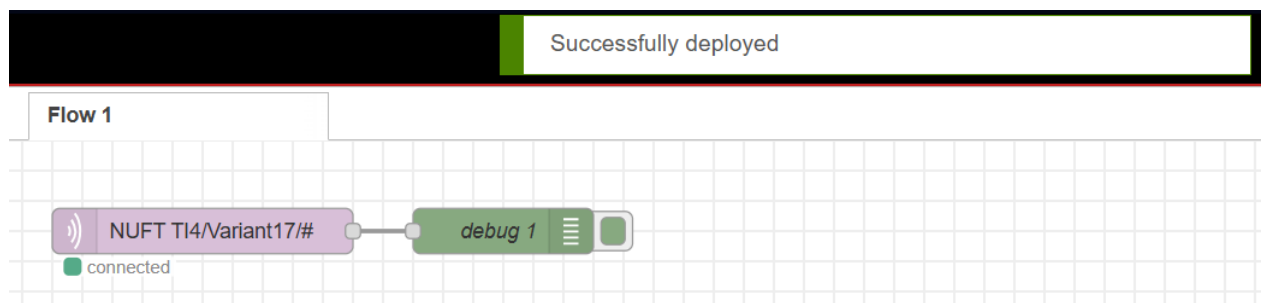 Successfully deployed
Flow 1
NUFT TI4/Variant17/#
debug 1
connected